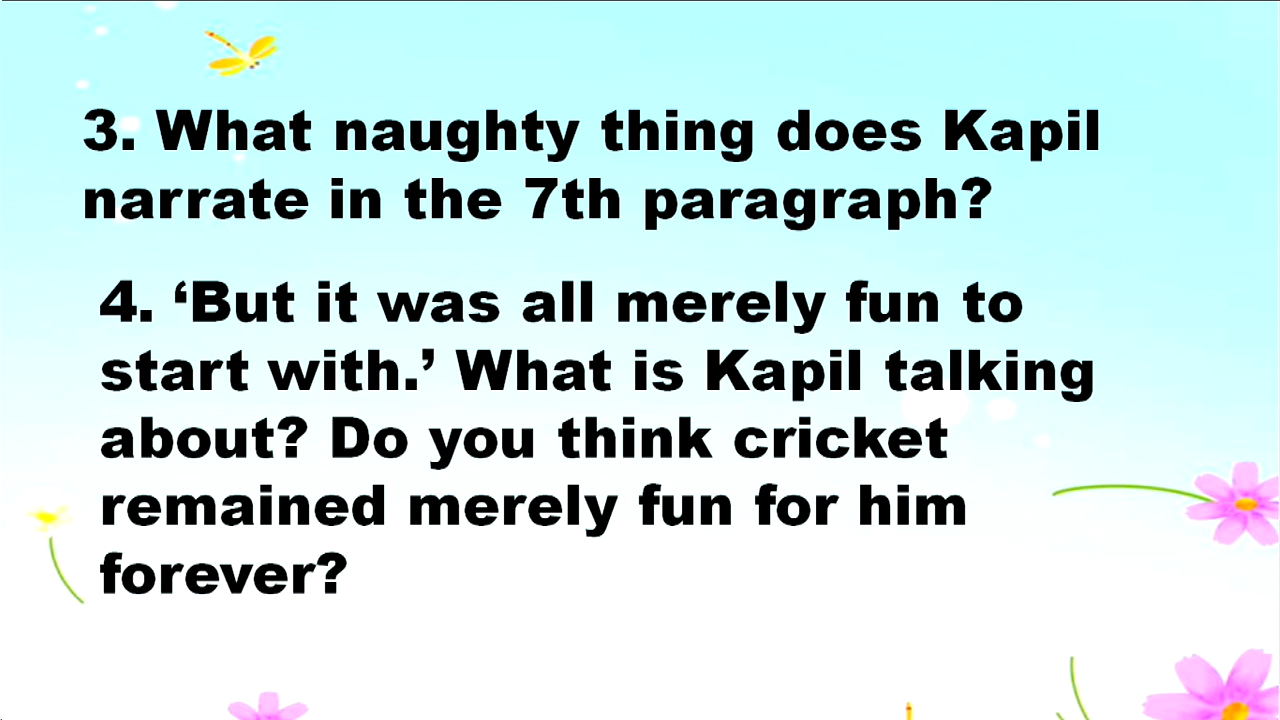 3. What naughty thing does Kapil
narrate in the 7th paragraph?
4. ‘But it was all merely fun to
start with.’ What is Kapil talking
about? Do you think cricket
remained merely fun for him
forever?